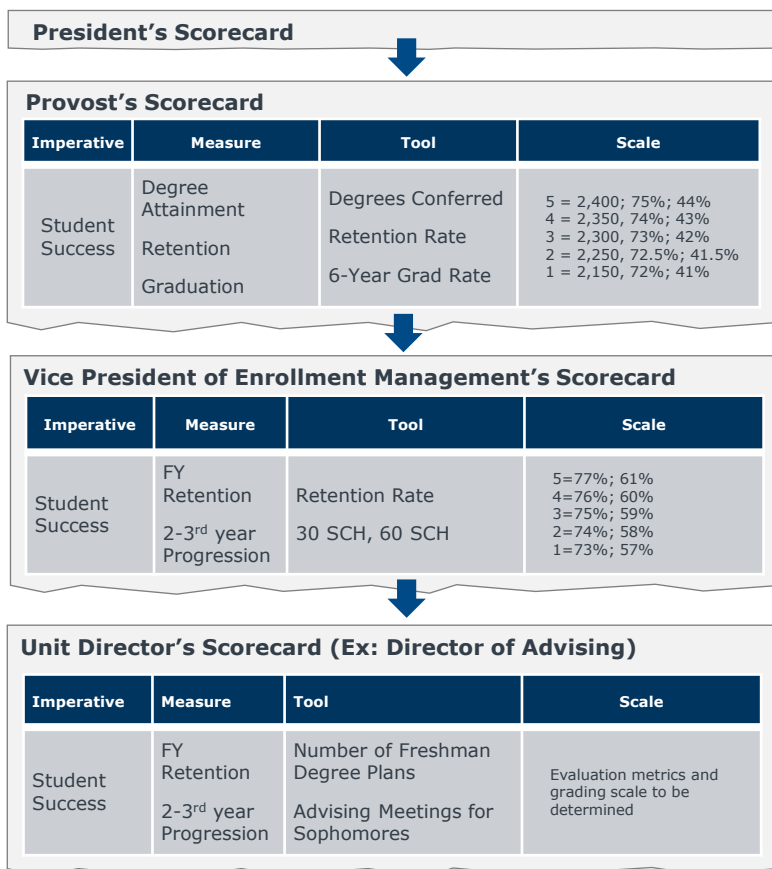 President's Scorecard
Provost's Scorecard
Imperative Measure Tool Scale
Student
Success
Degree
Attainment
Retention
Graduation
Degrees Conferred
Retention Rate
6-Year Grad Rate
5 = 2,400; 75%; 44%
4 = 2,350, 74%; 43%
3 = 2,300, 73%; 42%
2 = 2,250, 72.5%; 41.5%
1 = 2,150, 72%; 41%
Vice President of Enrollment Management's Scorecard
Imperative Measure Tool Scale
Student
Success
FY
Retention
2-3rd year
Progression
Retention Rate
30 SCH, 60 SCH
5=77%; 61%
4=76%; 60%
3=75%; 59%
2=74%; 58%
1=73%; 57%
Unit Director's Scorecard (Ex: Director of Advising)
Imperative Measure Tool Scale
Student
Success
FY
Retention
2-3rd year
Progression
Number of Freshman
Degree Plans
Advising Meetings for
Sophomores
Evaluation metrics and
grading scale to be
determined